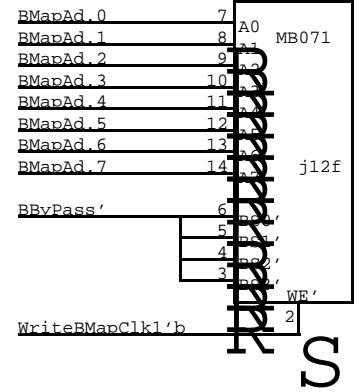 BMapAd.0 7 A0
BMapAd.1 8 A1 MB071
BMapAd.2 9
BMapAd.3 10
BMapAd.4 11
BMapAd.5 12
BMapAd.6 13
BMapAd.7 14 j12f
BByPass' 6
5
4
3
WE'
2
WriteBMapClk1'b
S